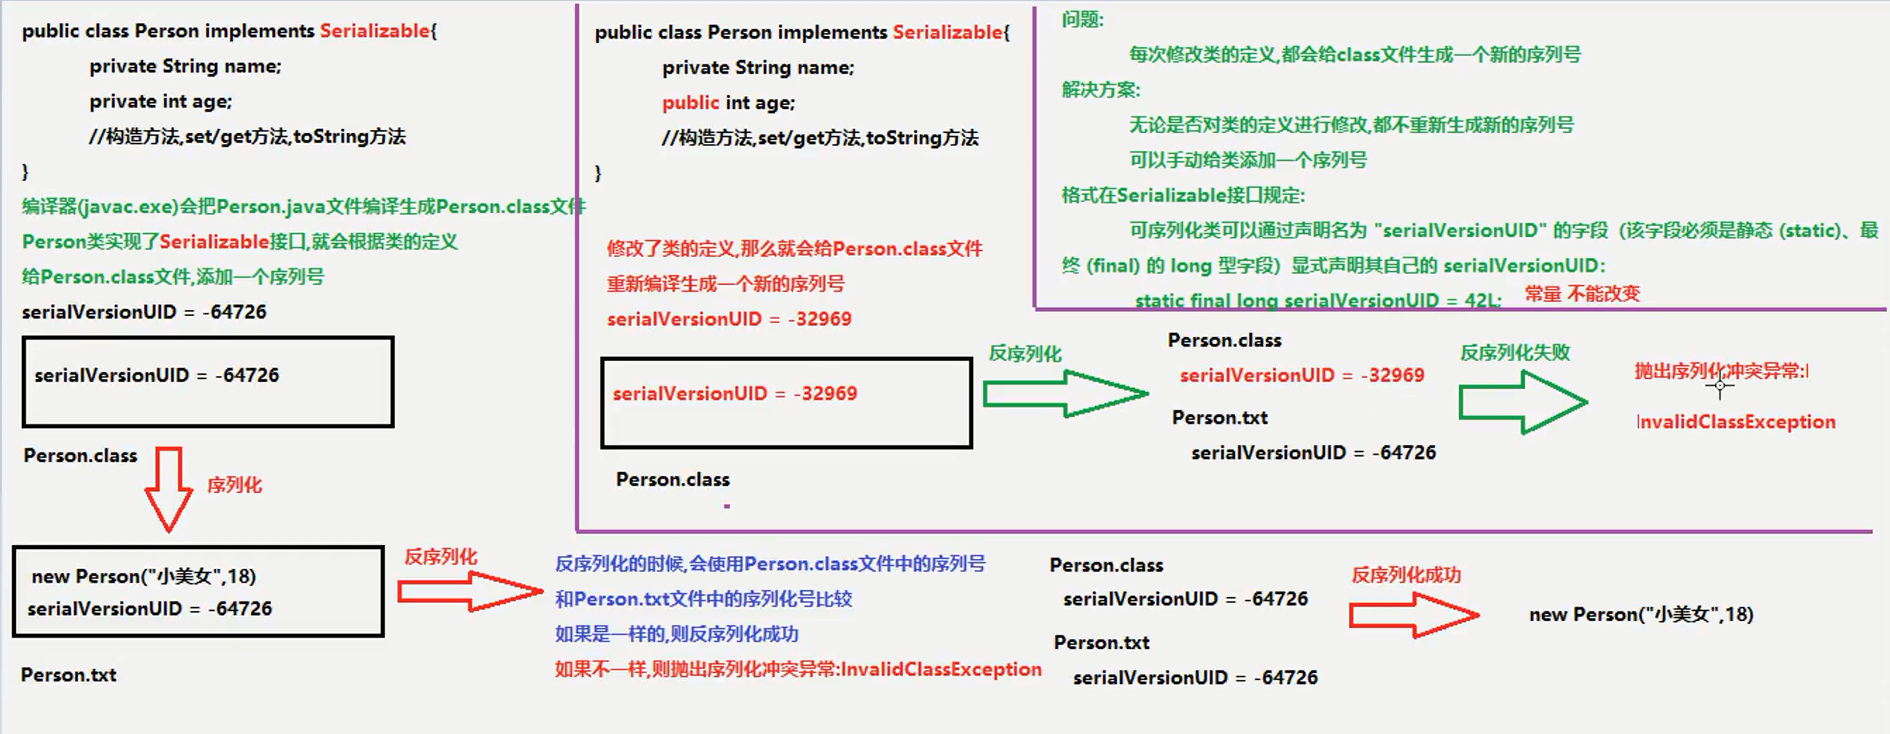 public class Person implements Serializable{
private String name;
private int age;
//构造方法,set/get方法,toString方法
}
编译器(javac.exe)会把Person.java文件编译生成Person.class文件
Person类实现了Serializable接口,就会根据类的定义
给Person.class文件,添加一个序列号
serialVersionUID = -64726
serialVersionUID = -64726
Person.class
序列化
new Person("小美女",18)
serialVersionUID = -64726
Person.txt
public class Person implements Serializable{
private String name;
public int age;
//构造方法,set/get方法,toString方法
}
修改了类的定义,那么就会给Person.class文件
重新编译生成一个新的序列号
serialVersionUID = -32969
serialVersionUID = -32969
Person.class
反序列化
Person.class
serialVersionUID = -32969
Person.txt
serialVersionUID = -64726
反序列化失败
抛出序列化冲突异常:
InvalidClassException
问题:
每次修改类的定义,都会给class文件生成一个新的序列号
解决方案:
无论是否对类的定义进行修改,都不重新生成新的序列号
可以手动给类添加一个序列号
格式在Serializable接口规定:
可序列化类可以通过声明名为 "serialVersionUID" 的字段（该字段必须是静态 (static)、最
终 (final) 的 long 型字段）显式声明其自己的 serialVersionUID:
static final long serialVersionUID = 42L; 常量 不能改变
反序列化
反序列化的时候,会使用Person.class文件中的序列号
和Person.txt文件中的序列化号比较
如果是一样的,则反序列化成功
如果不一样,则抛出序列化冲突异常:InvalidClassException
Person.class
serialVersionUID = -64726
Person.txt
serialVersionUID = -64726
反序列化成功
new Person("小美女",18)